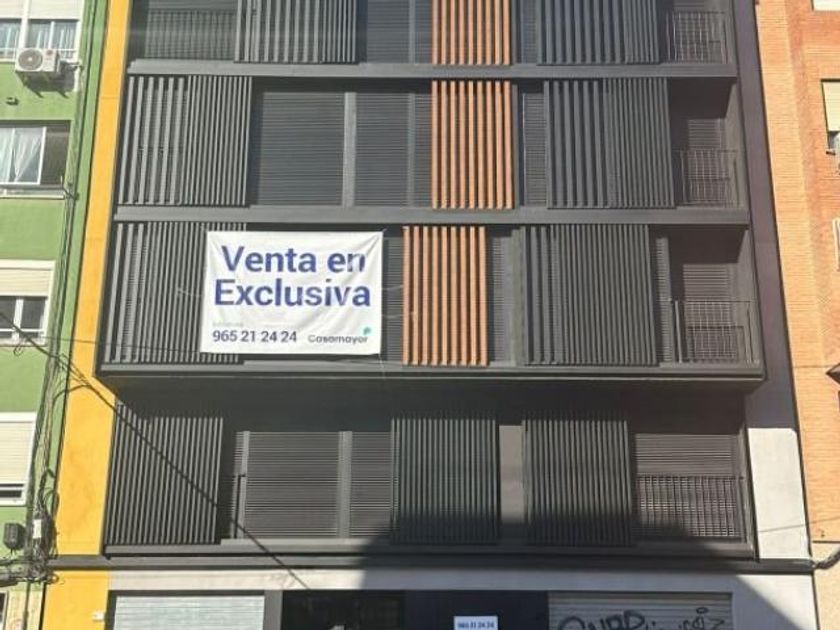 Venta en
Exclusiva
965 21 24 24 Casamayor
965 21 24 24